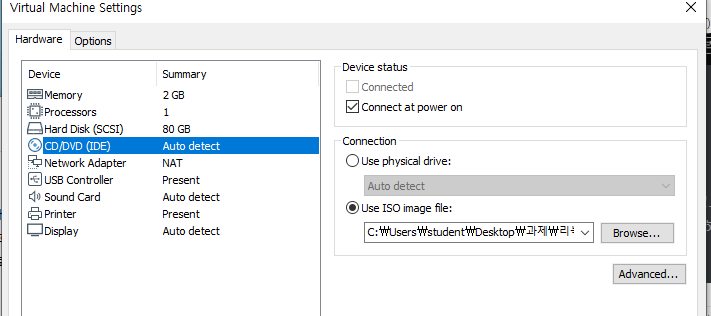 Virtual Machine Settings
Hardware Options
Device Summary
Memory 2 GB
Processors 1
Hard Disk (SCSI) 80 GB
CD/DVD (IDE) Auto detect
Network Adapter NAT
USB Controller Present
Sound Card Auto detect
Printer Present
Display Auto detect
Device status
Connected
Connect at power on
Connection
Use physical drive:
Auto detect
Use ISO image file:
C:₩Users₩student₩Desktop₩과제₩리
Browse...
Advanced...